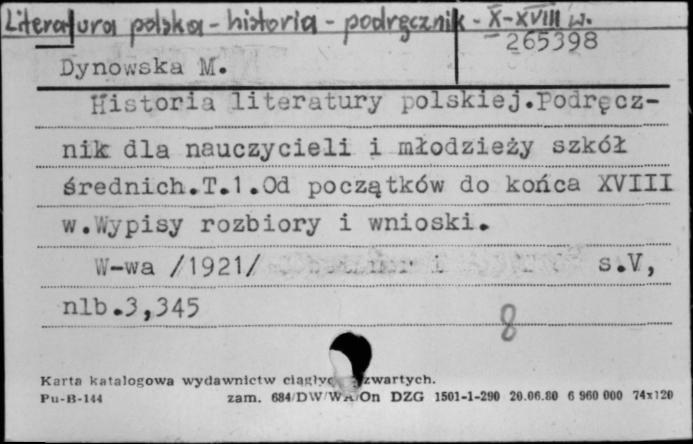 Literatura polska - historia - podręcznik - X-XVIII w.
265398
Dynowska M.
Historia literatury polskiej.Podręcz-
nik dla nauczycieli i młodzieży szkół
średnich.T.1.Od początków do końca XVIII
w.Wypisy rozbiory i wnioski.
W-wa /1921/ s.V,
nlb.3,345
8
Karta katalogowa wydawnictw zwartych.
Pu-B-144 zam. 684/DW/WA/On DZG 1501-1-290 20.06.80 6 960 000 74x120